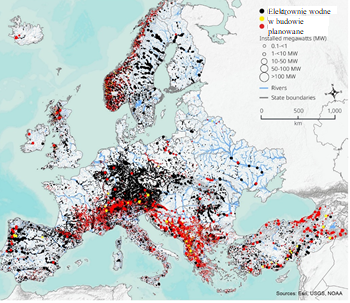 Elektrownie wodne
w budowie
planowane
Installed megawatts (MW)
0.1-<1
1-<10 MW
10-50 MW
50-100 MW
>100 MW
Rivers
State boundaries
km
0 500 1,000
Sources: Esri, USGS, NOAA